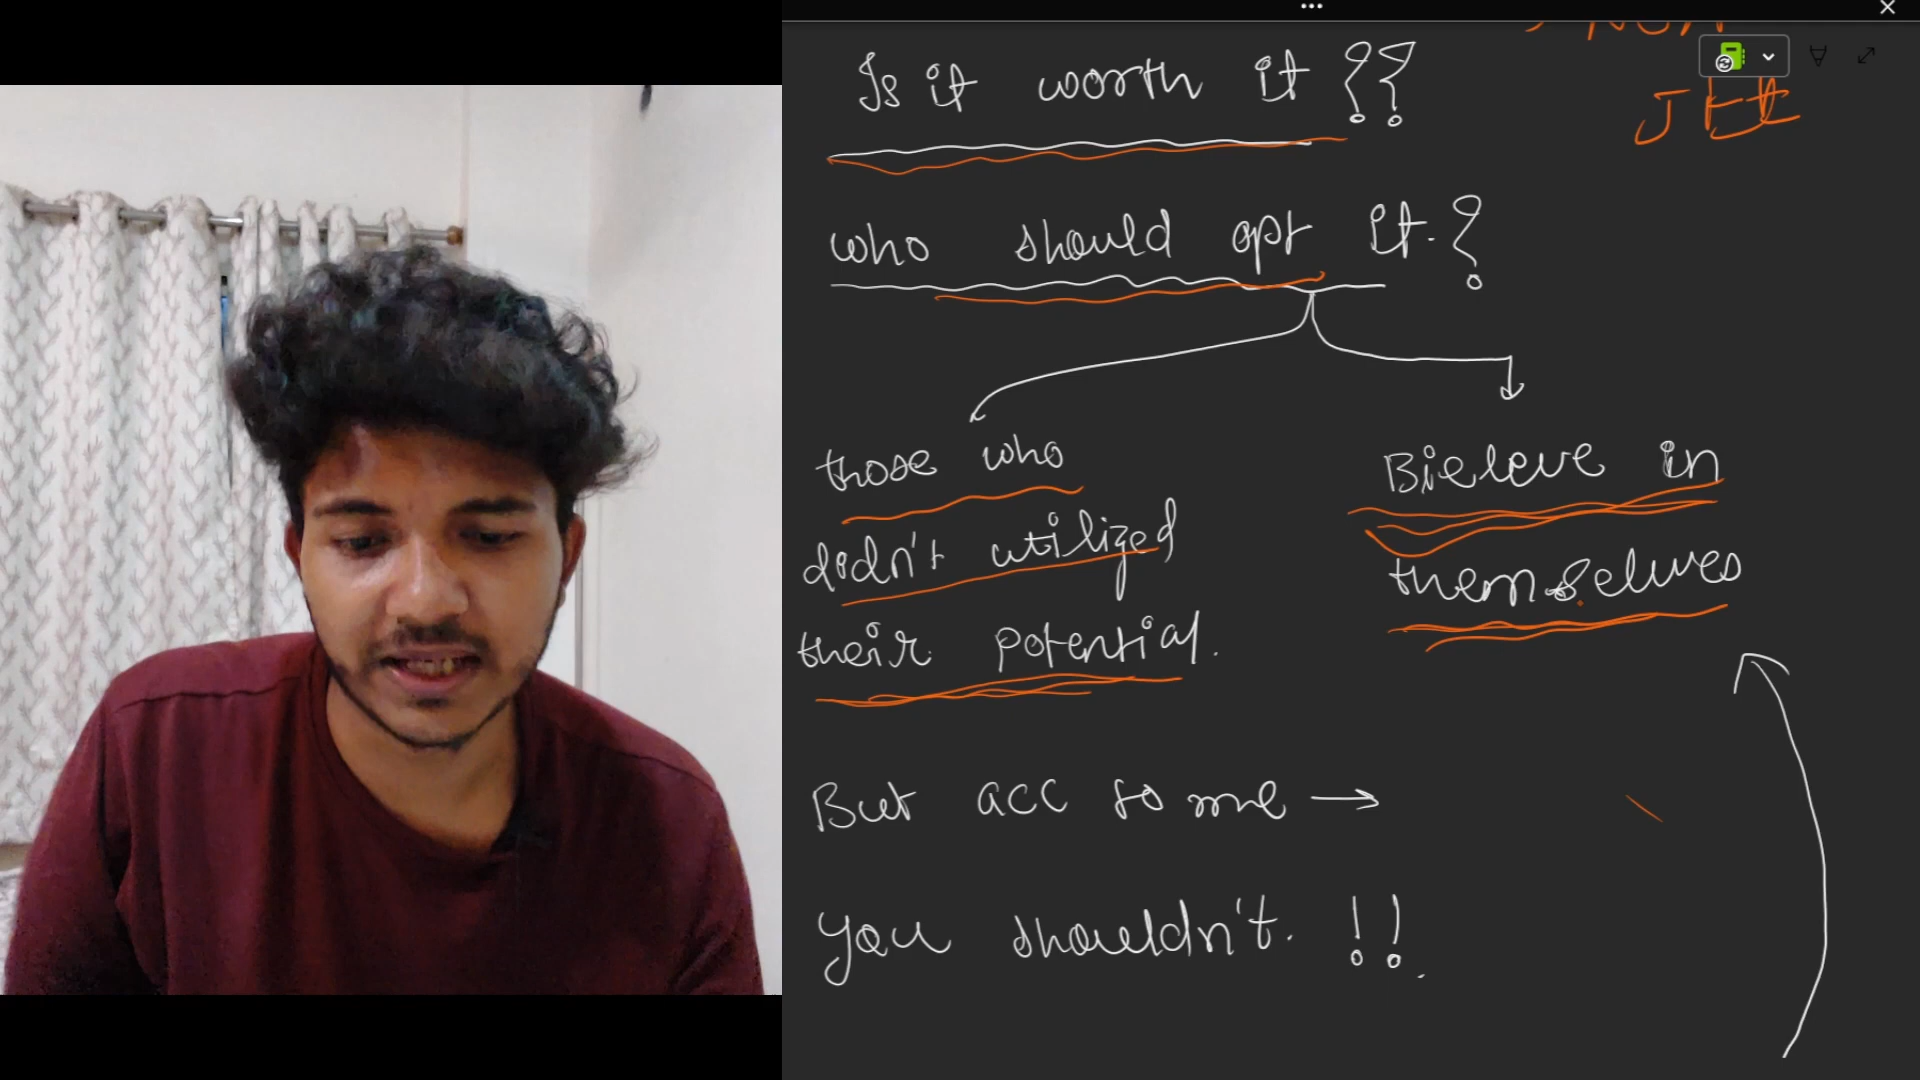 Is it worth it ??
JEE
who should opt it.?
those who
didn't utilized
their potential.
Bieleve in
themselves
But acc to me →
You shouldn't. !!